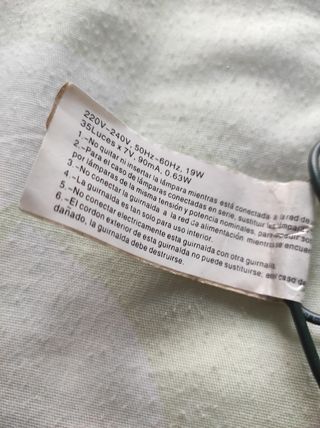 220V-240V, 50Hz-60Hz, 19W
35Luces x 7V, 90mA, 0.63W
1.-No quitar ni insertar la lámpara mientras está conectada a la red de
2.-Para el caso de lámparas conectadas en serie, sustituir las lámparas
por lámparas de la misma tensión y potencia nominales, para
3.-No conectar la guirnalda a la red de alimentación mientras se encuentre
4.-La guirnalda es tan solo para uso interior.
5.-No conectar electricamente esta guirnalda con otra guirnalda.
6.-El cordon exterior de esta guirnalda no puede sustituirse; en el caso de
dañado, la guirnalda debe destruirse.